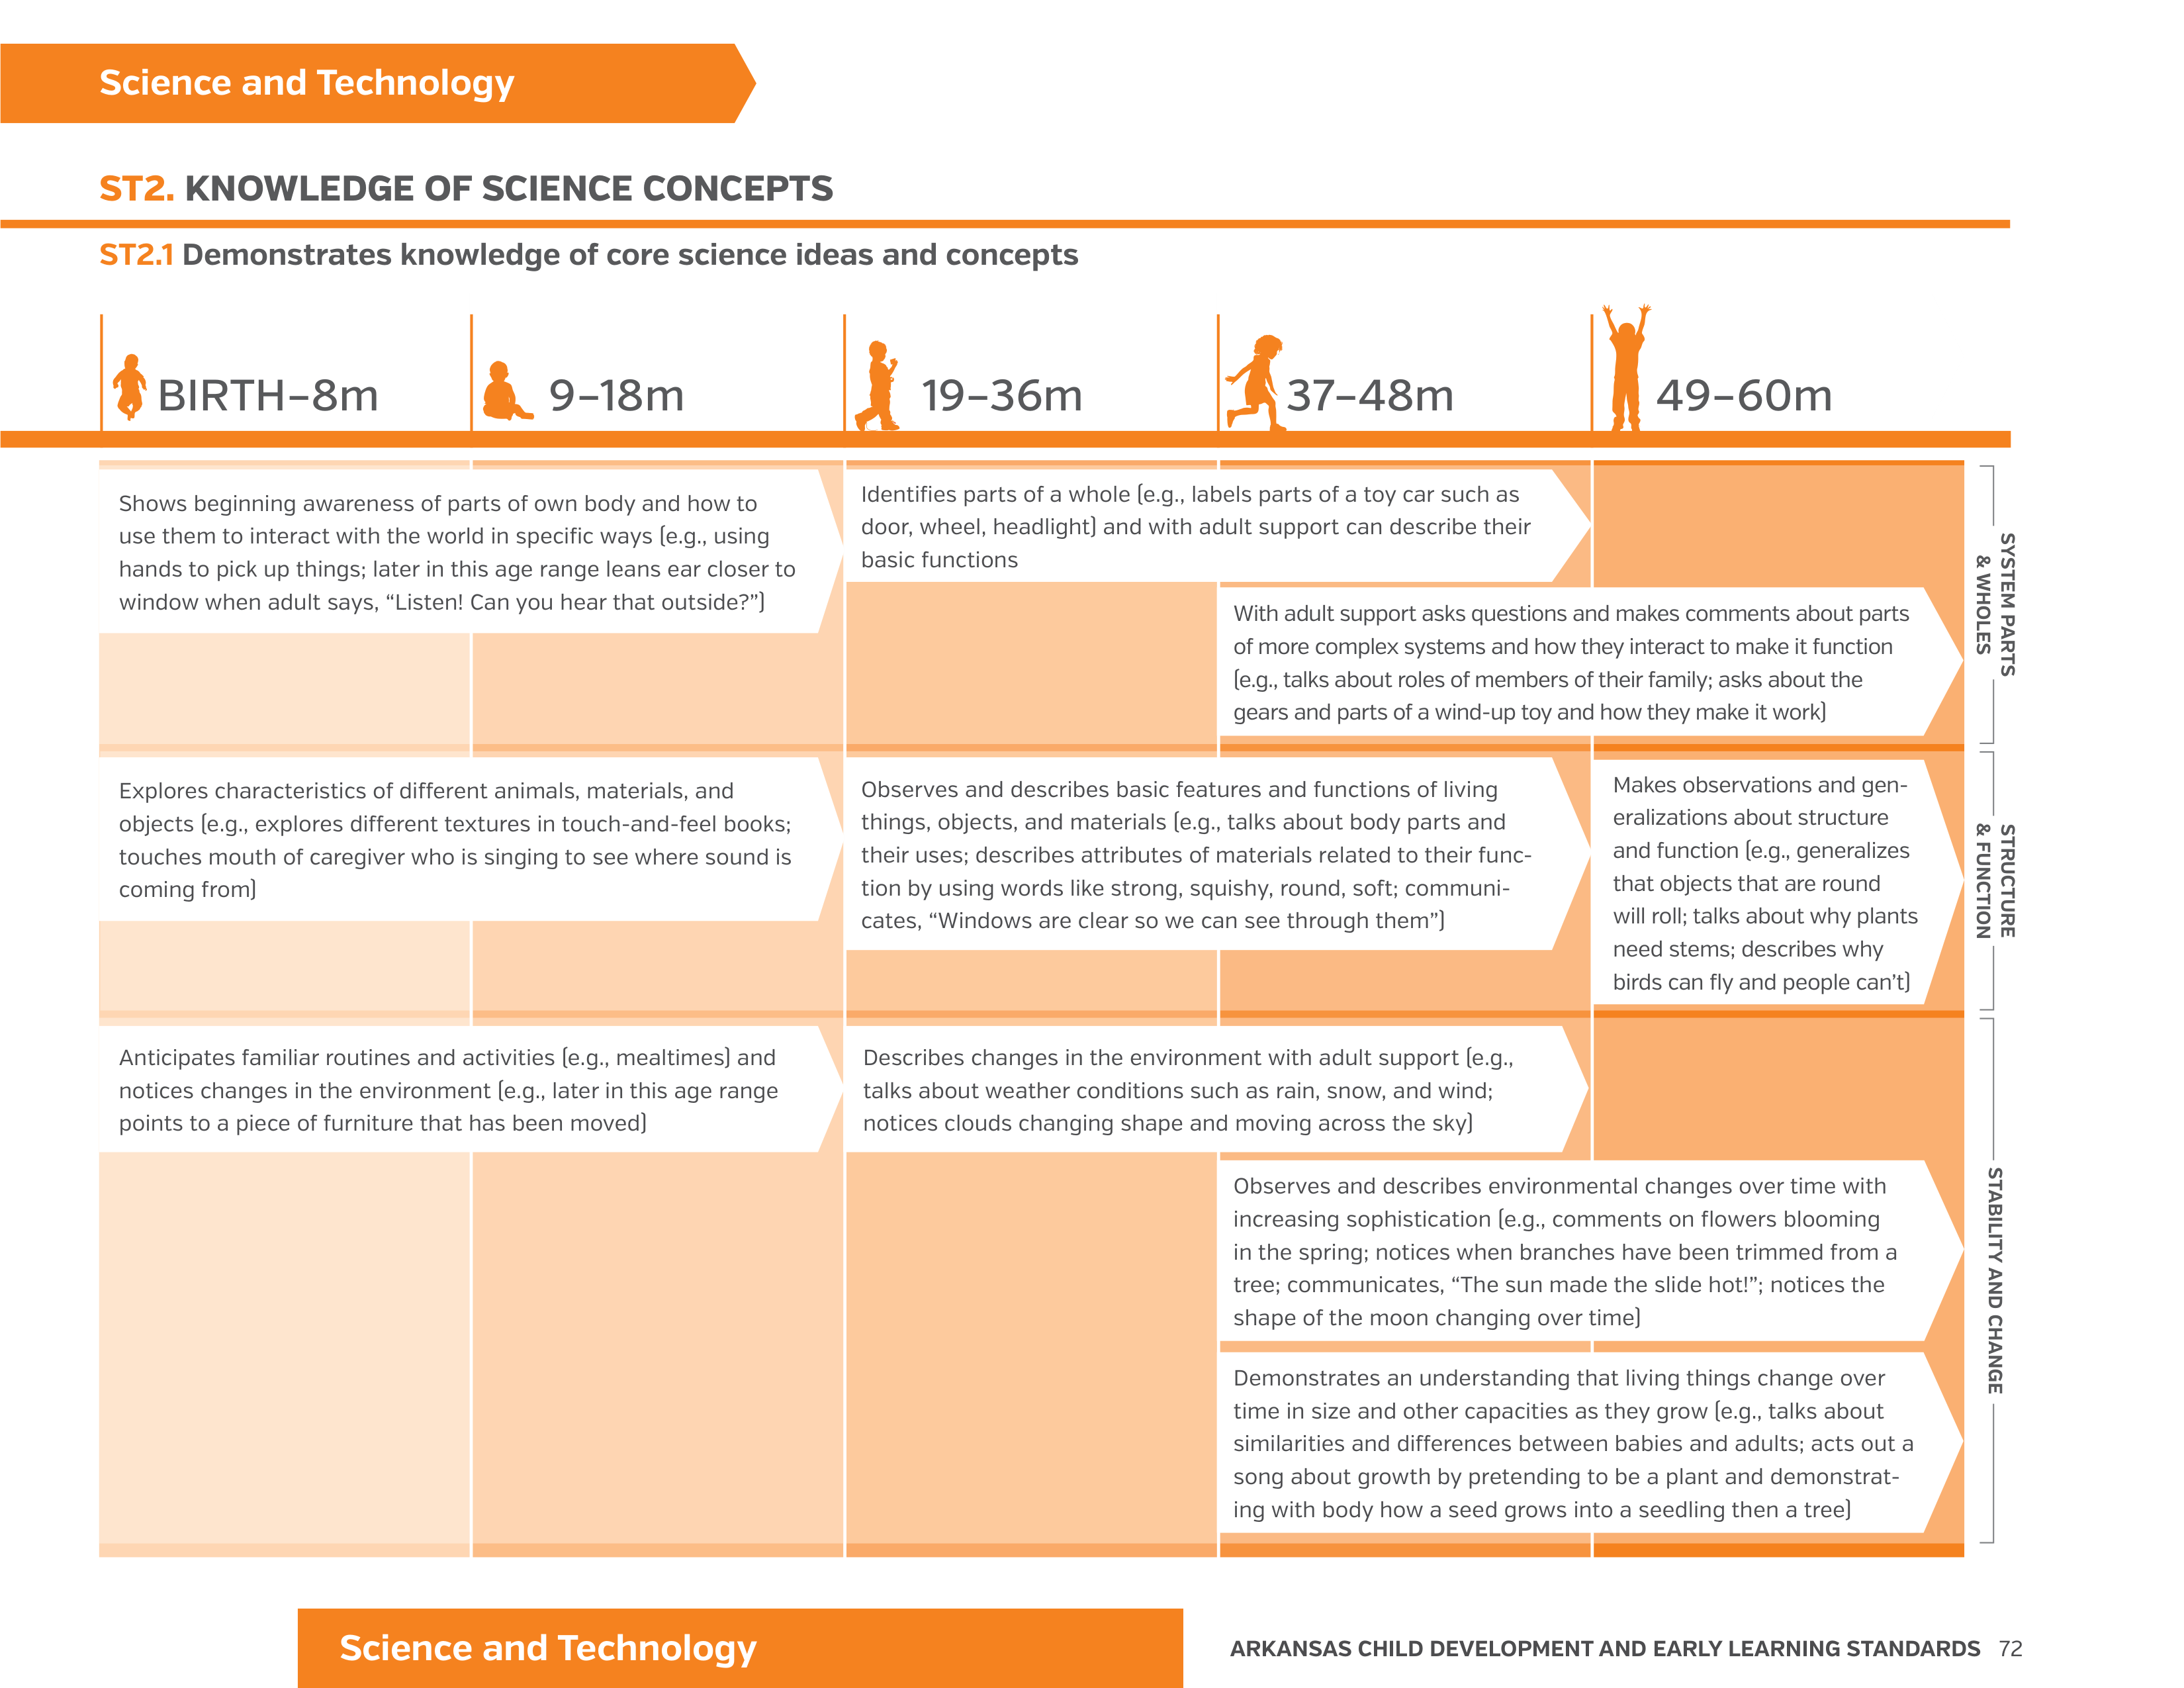 Science and Technology
ST2. KNOWLEDGE OF SCIENCE CONCEPTS
ST2.1 Demonstrates knowledge of core science ideas and concepts
BIRTH–8m
9–18m
19–36m
37–48m
49–60m
Shows beginning awareness of parts of own body and how to
use them to interact with the world in specific ways (e.g., using
hands to pick up things; later in this age range leans ear closer to
window when adult says, “Listen! Can you hear that outside?”)
Identifies parts of a whole (e.g., labels parts of a toy car such as
door, wheel, headlight) and with adult support can describe their
basic functions
With adult support asks questions and makes comments about parts
of more complex systems and how they interact to make it function
(e.g., talks about roles of members of their family; asks about the
gears and parts of a wind-up toy and how they make it work)
SYSTEM PARTS
& WHOLES
Explores characteristics of different animals, materials, and
objects (e.g., explores different textures in touch-and-feel books;
touches mouth of caregiver who is singing to see where sound is
coming from)
Observes and describes basic features and functions of living
things, objects, and materials (e.g., talks about body parts and
their uses; describes attributes of materials related to their func-
tion by using words like strong, squishy, round, soft; communi-
cates, “Windows are clear so we can see through them”)
Makes observations and gen-
eralizations about structure
and function (e.g., generalizes
that objects that are round
will roll; talks about why plants
need stems; describes why
birds can fly and people can’t)
STRUCTURE
& FUNCTION
Anticipates familiar routines and activities (e.g., mealtimes) and
notices changes in the environment (e.g., later in this age range
points to a piece of furniture that has been moved)
Describes changes in the environment with adult support (e.g.,
talks about weather conditions such as rain, snow, and wind;
notices clouds changing shape and moving across the sky)
Observes and describes environmental changes over time with
increasing sophistication (e.g., comments on flowers blooming
in the spring; notices when branches have been trimmed from a
tree; communicates, “The sun made the slide hot!”; notices the
shape of the moon changing over time)
Demonstrates an understanding that living things change over
time in size and other capacities as they grow (e.g., talks about
similarities and differences between babies and adults; acts out a
song about growth by pretending to be a plant and demonstrat-
ing with body how a seed grows into a seedling then a tree)
STABILITY AND CHANGE
Science and Technology
ARKANSAS CHILD DEVELOPMENT AND EARLY LEARNING STANDARDS 72